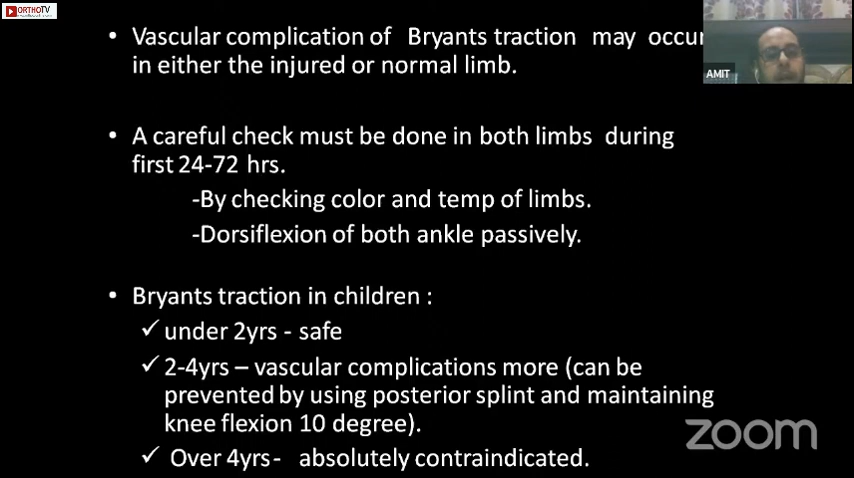 ORTHOTV
• Vascular complication of Bryants traction may occur
in either the injured or normal limb.
AMIT
• A careful check must be done in both limbs during
first 24-72 hrs.
-By checking color and temp of limbs.
-Dorsiflexion of both ankle passively.
• Bryants traction in children :
✓ under 2yrs - safe
✓ 2-4yrs – vascular complications more (can be
prevented by using posterior splint and maintaining
knee flexion 10 degree).
✓ Over 4yrs- absolutely contraindicated.
zoom